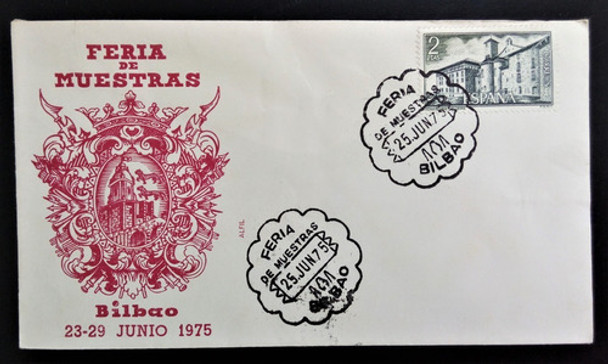 FERIA
DE
MUESTRAS
Bilbao
23-29 JUNIO 1975
ALFIL
2
PTAS
ESPAÑA
FERIA
DE MUESTRAS
25.JUN.75
BILBAO
FERIA
DE MUESTRAS
25.JUN.75
BILBAO